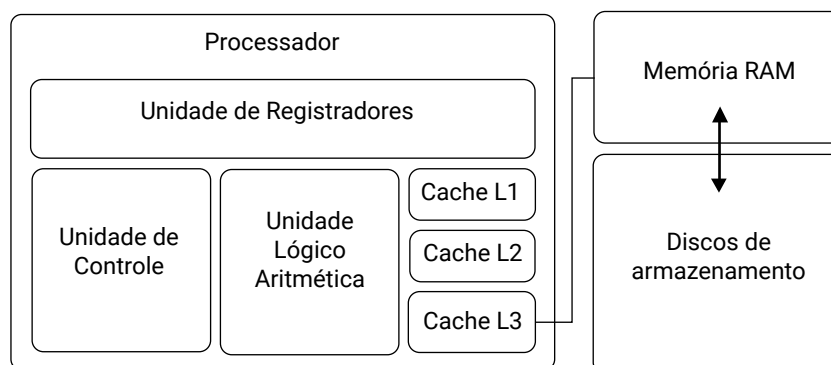 Processador
Unidade de Registradores
Unidade de
Controle
Unidade
Lógico
Aritmética
Cache L1
Cache L2
Cache L3
Memória RAM
Discos de
armazenamento